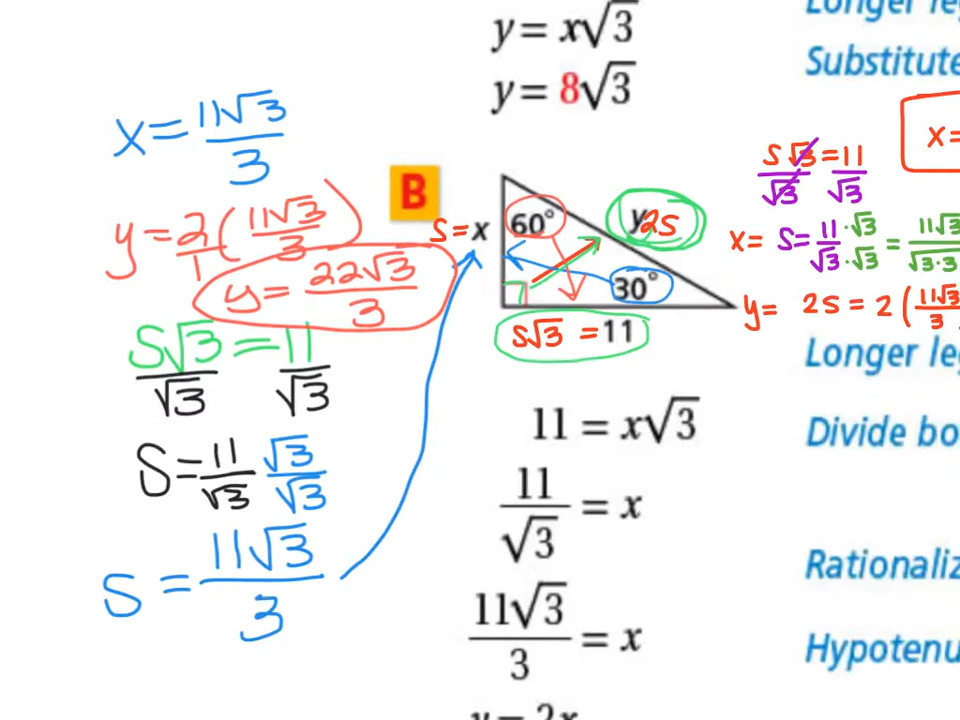 y = x√3
Substitute
y = 8√3
x = 11√3/3
B
y = 2/1 (11√3/3)
y = 22√3/3
S = x
60°
y 2S
30°
S√3 = 11
S√3/√3 = 11/√3
x =
x = S = 11/√3 · √3/√3 = 11√3/√3·3
y = 2S = 2 (11√3/3
S√3/√3 = 11/√3
S = 11/√3 √3/√3
S = 11√3/3
Longer leg
11 = x√3
Divide bo
11/√3 = x
Rationaliz
11√3/3 = x
Hypotenu
y = 2x